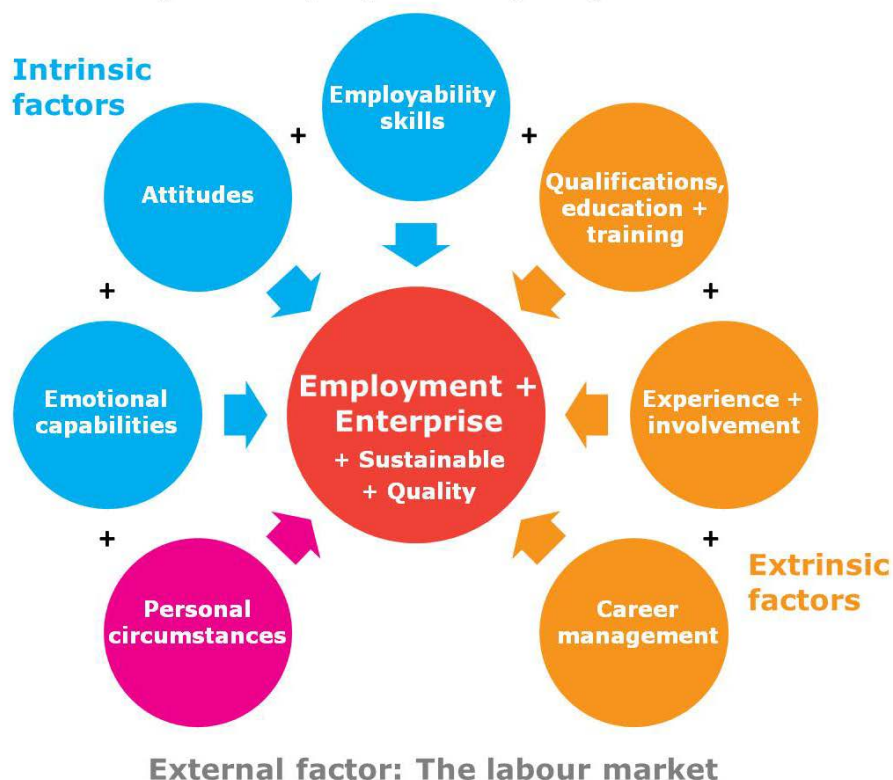 Intrinsic
factors
Employability
skills
Attitudes
Qualifications,
education +
training
Emotional
capabilities
Employment +
Enterprise
+ Sustainable
+ Quality
Experience +
involvement
Personal
circumstances
Career
management
Extrinsic
factors
External factor: The labour market
+
+
+
+
+
+